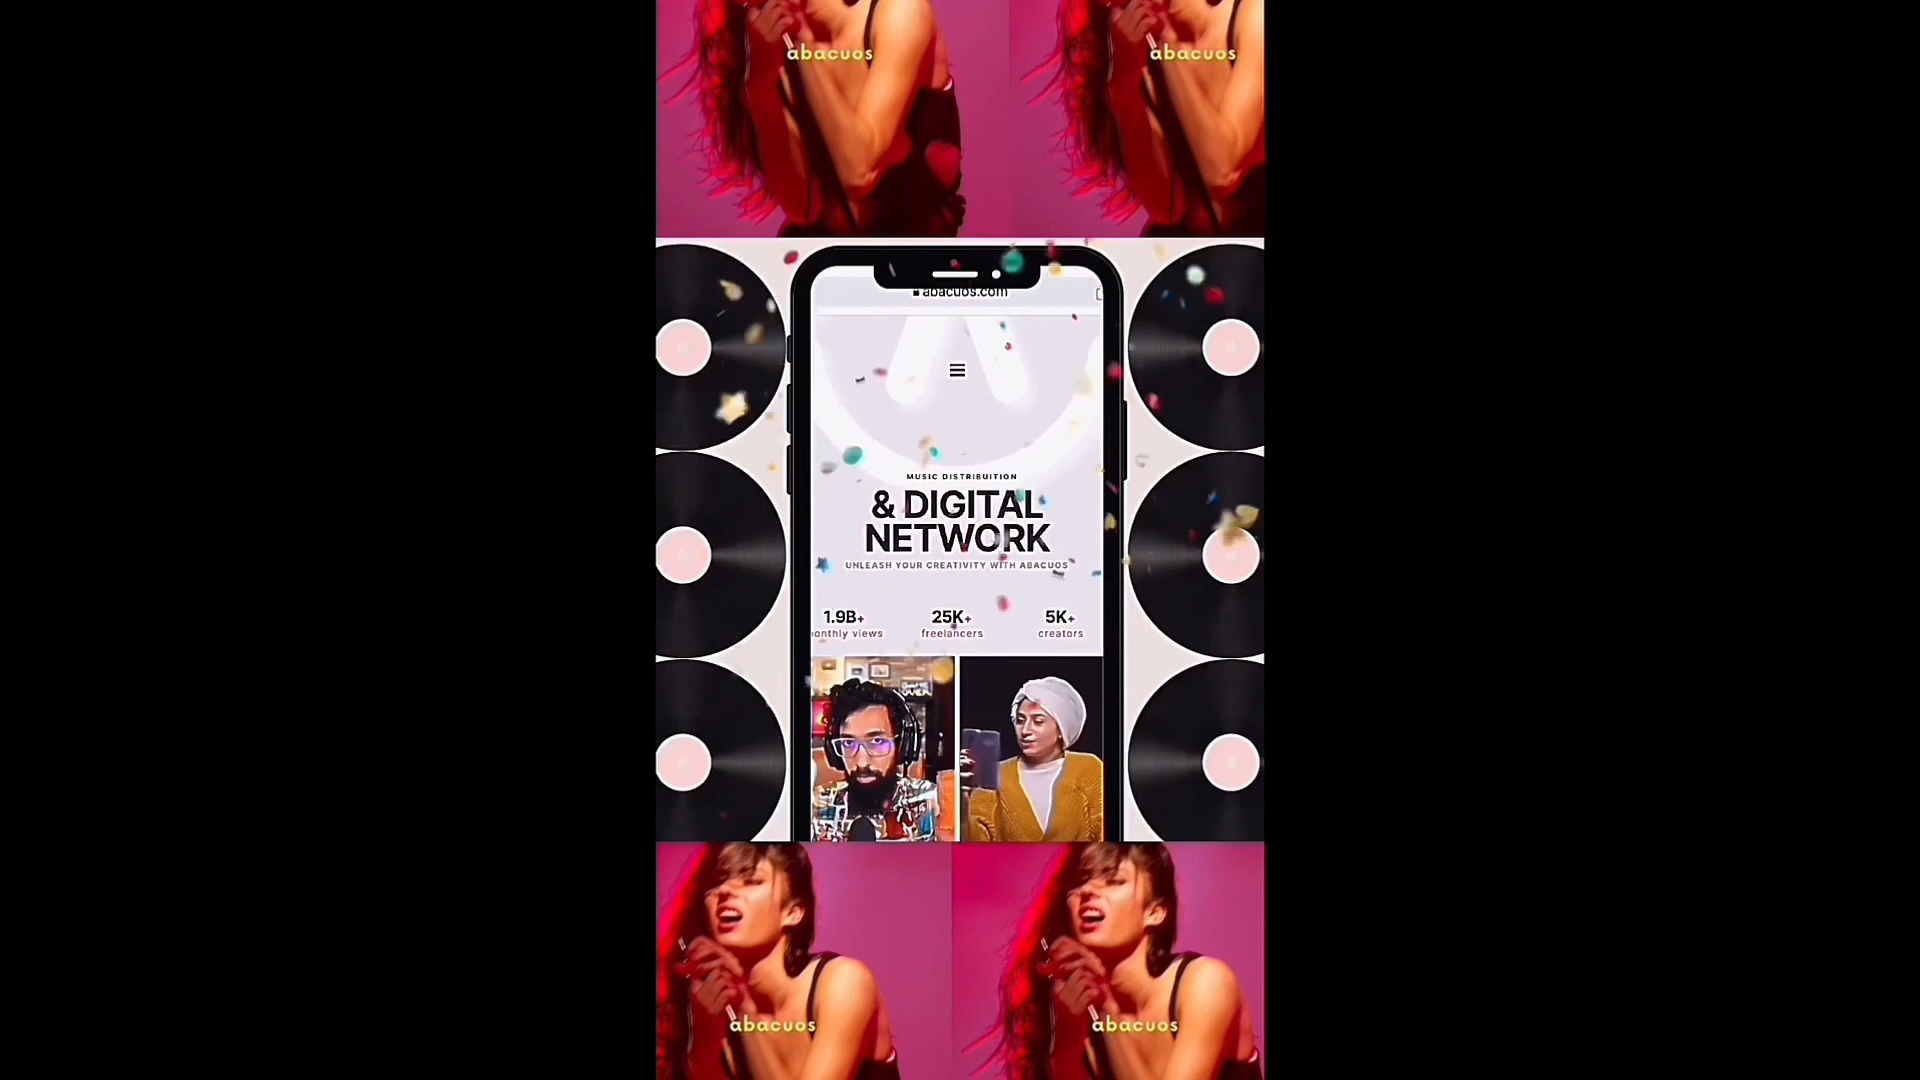 abacuos
abacuos
abacuos.com
MUSIC DISTRIBUITION
& DIGITAL
NETWORK
UNLEASH YOUR CREATIVITY WITH ABACUOS
1.9B+
25K+
5K+
onthly views
freelancers
creators
abacuos
abacuos